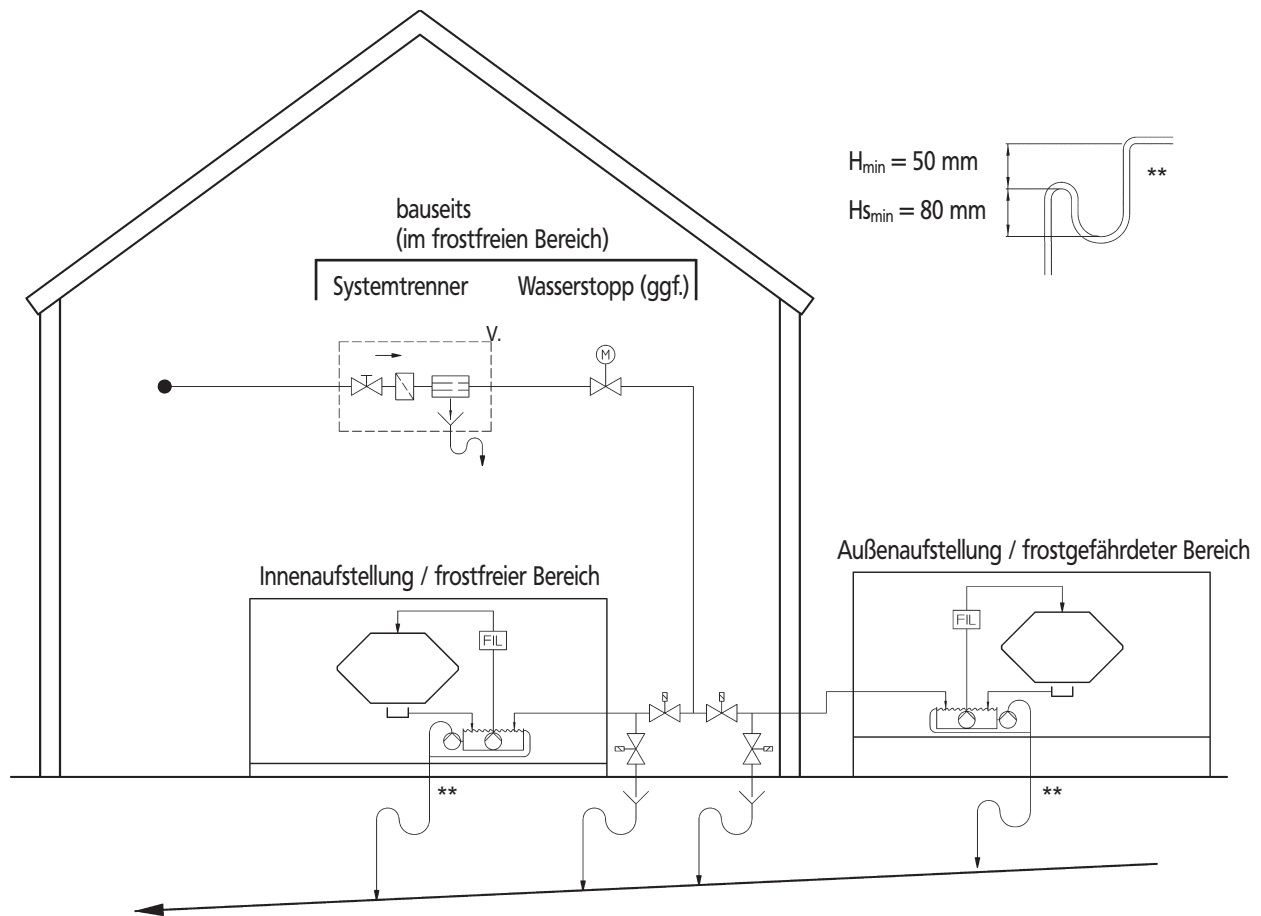 H_min = 50 mm
**
Hs_min = 80 mm
bauseits
(im frostfreien Bereich)
Systemtrenner
Wasserstopp (ggf.)
V.
M
Außenaufstellung / frostgefährdeter Bereich
Innenaufstellung / frostfreier Bereich
FIL
FIL
**
**